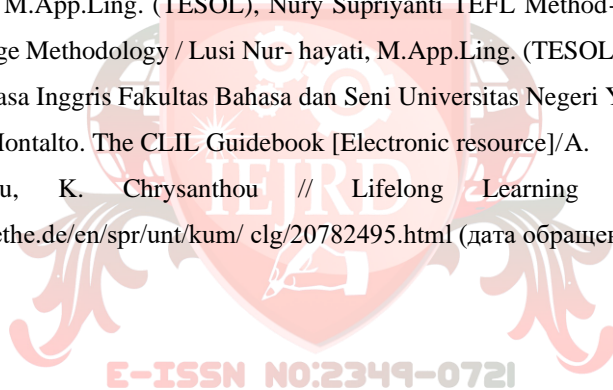 M.App.Ling. (TESOL), Nury Supriyanti TEFL Method-
ge Methodology / Lusi Nur- hayati, M.App.Ling. (TESOL
asa Inggris Fakultas Bahasa dan Seni Universitas Negeri Y
Montalto. The CLIL Guidebook [Electronic resource]/A.
u, K. Chrysanthou // Lifelong Learning
ethe.de/en/spr/unt/kum/ clg/20782495.html (дата обращен
IEJRD
E-ISSN NO:2349-0721